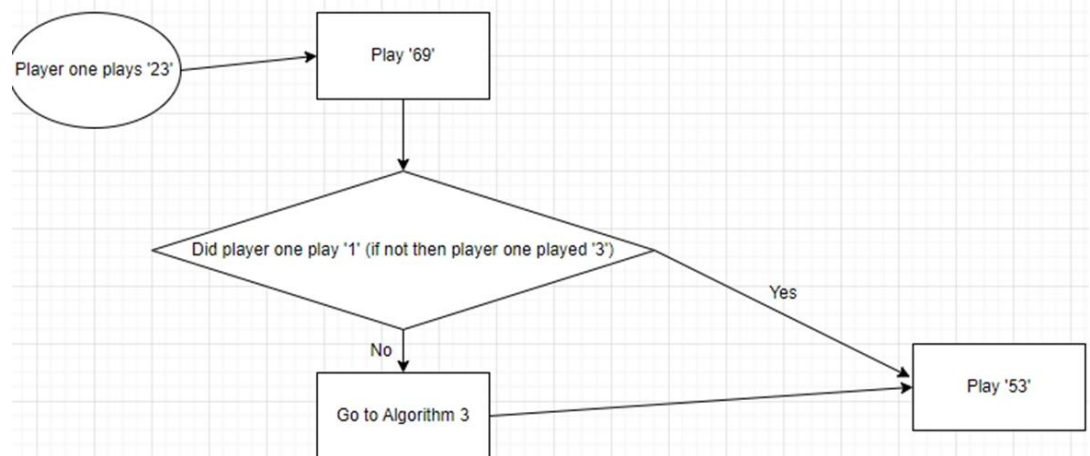 Player one plays '23'
Play '69'
Did player one play '1' (if not then player one played '3')
Yes
No
Play '53'
Go to Algorithm 3